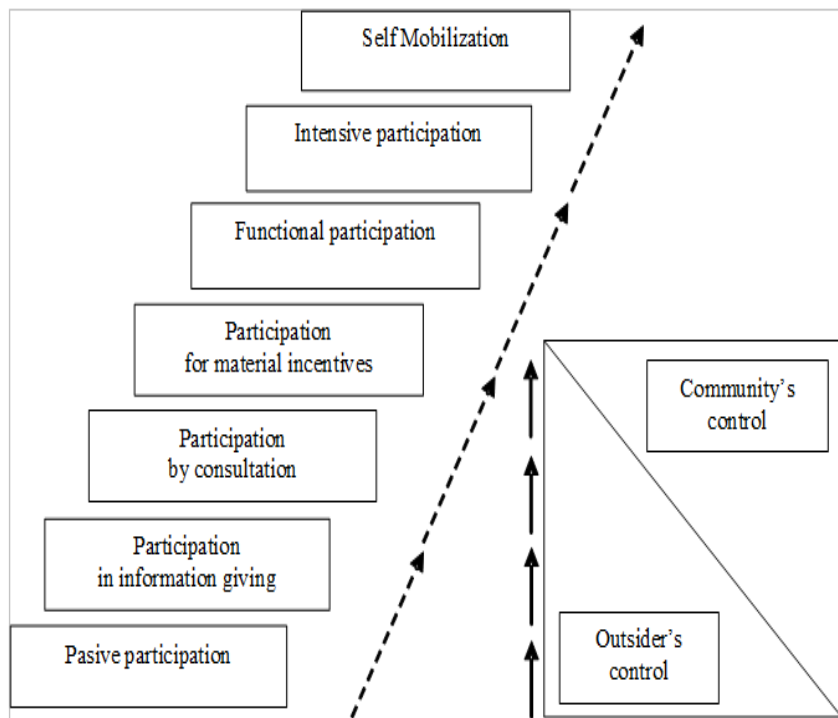 Self Mobilization
Intensive participation
Functional participation
Participation
for material incentives
Participation
by consultation
Participation
in information giving
Pasive participation
Community’s
control
Outsider’s
control